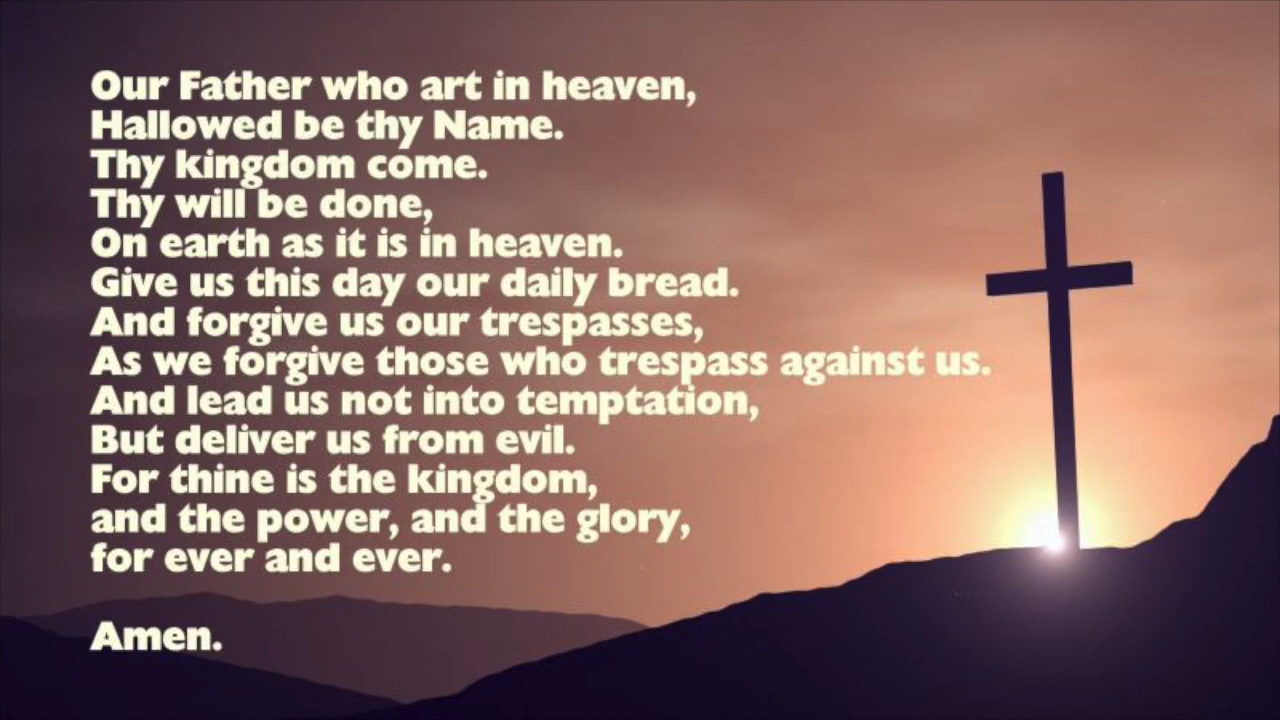 Our Father who art in heaven,
Hallowed be thy Name.
Thy kingdom come.
Thy will be done,
On earth as it is in heaven.
Give us this day our daily bread.
And forgive us our trespasses,
As we forgive those who trespass against us.
And lead us not into temptation,
But deliver us from evil.
For thine is the kingdom,
and the power, and the glory,
for ever and ever.
Amen.